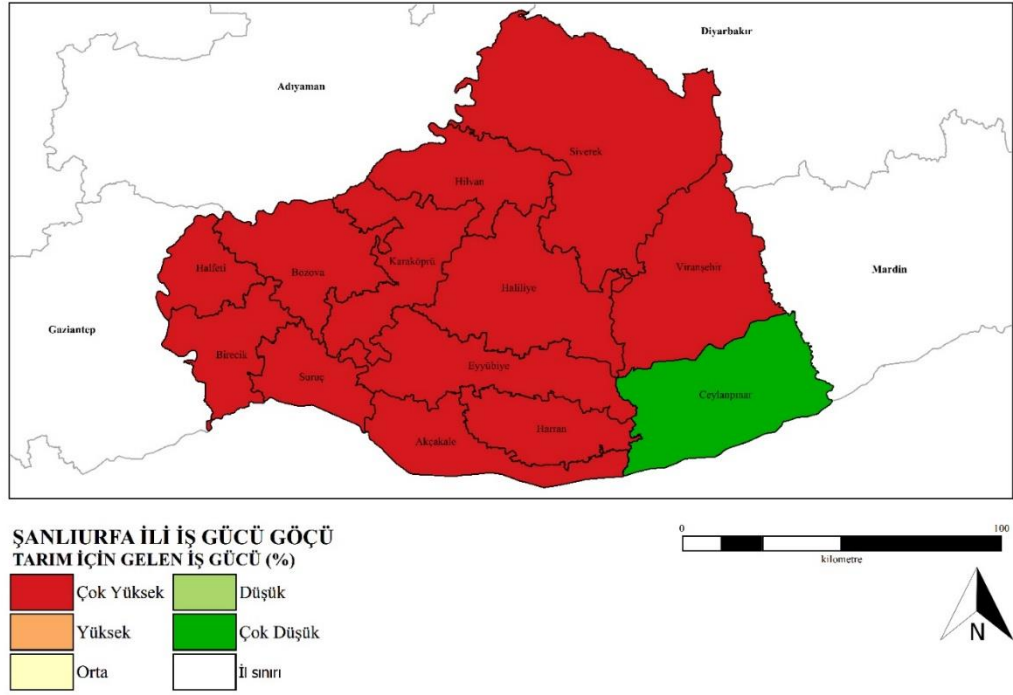 Diyarbakır
Adıyaman
Siverek
Hilvan
Karaköprü
Halfeti
Bozova
Viranşehir
Mardin
Haliliye
Gaziantep
Birecik
Eyyübiye
Suruç
Ceylanpınar
Harran
Akçakale
ŞANLIURFA İLİ İŞ GÜCÜ GÖÇÜ
TARIM İÇİN GELEN İŞ GÜCÜ (%)
Çok Yüksek
Düşük
Yüksek
Çok Düşük
Orta
İl sınırı
0 100
kilometre
N